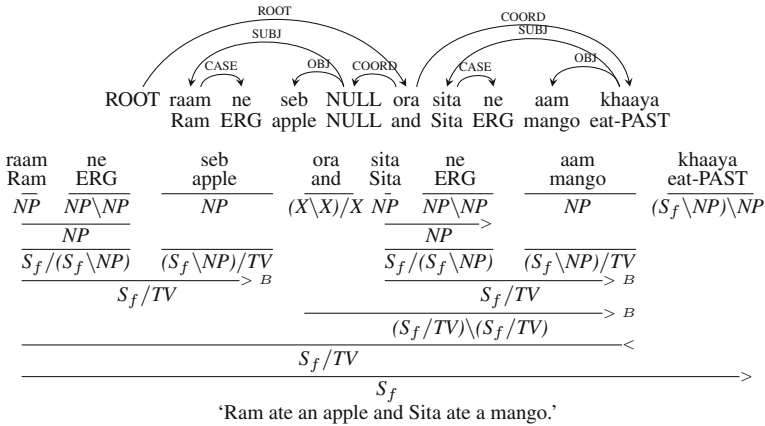 ROOT COORD
SUBJ SUBJ
CASE OBJ COORD CASE OBJ
ROOT raam ne seb NULL ora sita ne aam khaaya
Ram ERG apple NULL and Sita ERG mango eat-PAST
raam ne seb ora sita ne aam khaaya
Ram ERG apple and Sita ERG mango eat-PAST
NP NP\NP NP (X\X)/X NP NP\NP NP (S_f\NP)\NP
NP NP >
S_f/(S_f\NP) (S_f\NP)/TV S_f/(S_f\NP) (S_f\NP)/TV
> B > B
S_f/TV S_f/TV
> B
(S_f/TV)\(S_f/TV)
<
S_f/TV
>
S_f
‘Ram ate an apple and Sita ate a mango.’